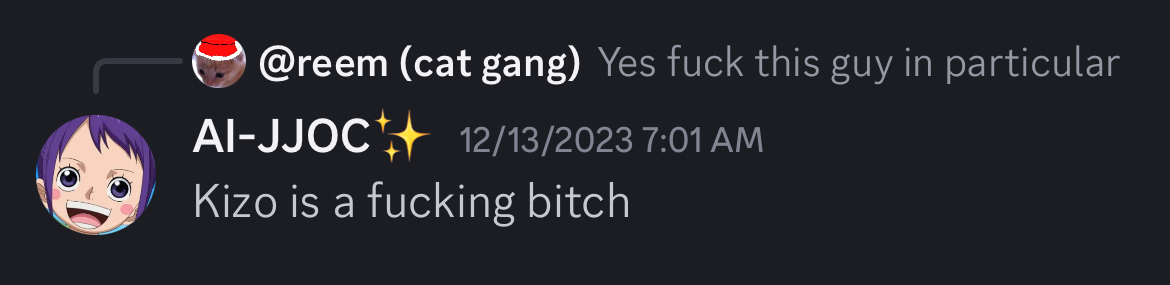 @reem (cat gang) Yes fuck this guy in particular
AI-JJOC✨ 12/13/2023 7:01 AM
Kizo is a fucking bitch